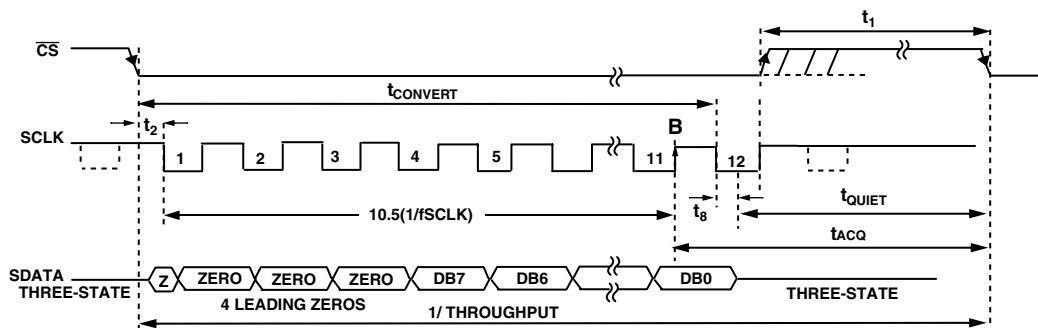 t1
CS
tCONVERT
t2
B
SCLK
1 2 3 4 5 11 12
10.5(1/fSCLK)
t8
tQUIET
tACQ
SDATA
THREE-STATE
Z ZERO ZERO ZERO DB7 DB6 DB0
THREE-STATE
4 LEADING ZEROS
1/ THROUGHPUT